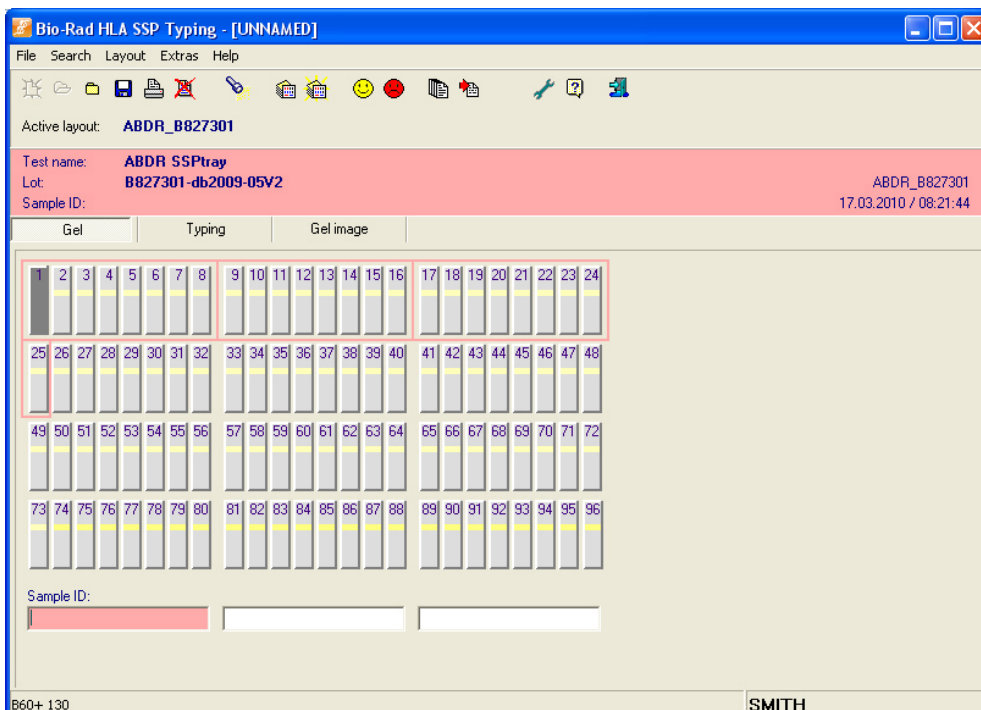 Bio-Rad HLA SSP Typing - [UNNAMED]
File Search Layout Extras Help
Active layout: ABDR_B827301
Test name: ABDR SSPtray
Lot: B827301-db2009-05V2 ABDR_B827301
Sample ID: 17.03.2010 / 08:21:44
Gel Typing Gel image
1 2 3 4 5 6 7 8 9 10 11 12 13 14 15 16 17 18 19 20 21 22 23 24
25 26 27 28 29 30 31 32 33 34 35 36 37 38 39 40 41 42 43 44 45 46 47 48
49 50 51 52 53 54 55 56 57 58 59 60 61 62 63 64 65 66 67 68 69 70 71 72
73 74 75 76 77 78 79 80 81 82 83 84 85 86 87 88 89 90 91 92 93 94 95 96
Sample ID:
B60+ 130 SMITH